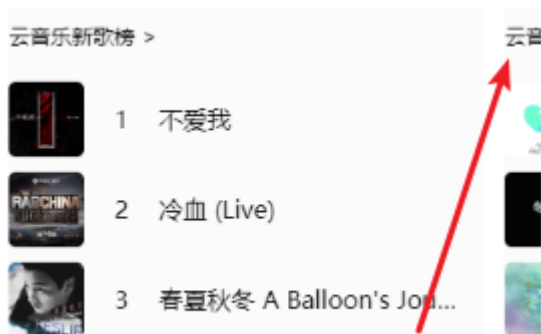 云音乐新歌榜 >
云音
1 不爱我
2 冷血 (Live)
RAPCHINA
3 春夏秋冬 A Balloon's Jou...